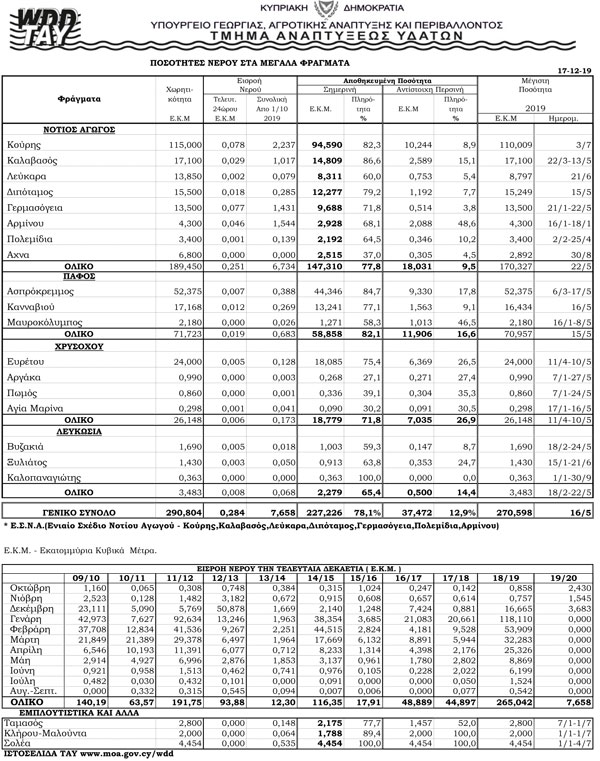 WDD
TAY
ΚΥΠΡΙΑΚΗ ΔΗΜΟΚΡΑΤΙΑ
ΥΠΟΥΡΓΕΙΟ ΓΕΩΡΓΙΑΣ, ΑΓΡΟΤΙΚΗΣ ΑΝΑΠΤΥΞΗΣ ΚΑΙ ΠΕΡΙΒΑΛΛΟΝΤΟΣ
ΤΜΗΜΑ ΑΝΑΠΤΥΞΕΩΣ ΥΔΑΤΩΝ
ΠΟΣΟΤΗΤΕΣ ΝΕΡΟΥ ΣΤΑ ΜΕΓΑΛΑ ΦΡΑΓΜΑΤΑ
17-12-19
Εισροή Αποθηκευμένη Ποσότητα Μέγιστη
Χωρητι- Νερού Σημερινή Αντίστοιχη Περσινή Ποσότητα
Φράγματα κότητα Τελευτ. Συνολική Πληρό- Πληρό-
24ώρου Απο 1/10 Ε.Κ.Μ. τητα Ε.Κ.Μ τητα 2019
Ε.Κ.Μ Ε.Κ.Μ 2019 % % Ε.Κ.Μ Ημερομ.
ΝΟΤΙΟΣ ΑΓΩΓΟΣ
Κούρης 115,000 0,078 2,237 94,590 82,3 10,244 8,9 110,009 3/7
Καλαβασός 17,100 0,029 1,017 14,809 86,6 2,589 15,1 17,100 22/3-13/5
Λεύκαρα 13,850 0,002 0,079 8,311 60,0 0,753 5,4 8,797 21/6
Διπόταμος 15,500 0,018 0,285 12,277 79,2 1,192 7,7 15,249 15/5
Γερμασόγεια 13,500 0,077 1,431 9,688 71,8 0,514 3,8 13,500 21/1-22/5
Αρμίνου 4,300 0,046 1,544 2,928 68,1 2,088 48,6 4,300 16/1-18/1
Πολεμίδια 3,400 0,001 0,139 2,192 64,5 0,346 10,2 3,400 2/2-25/4
Αχνα 6,800 0,000 0,000 2,515 37,0 0,305 4,5 2,892 30/8
ΟΛΙΚΟ 189,450 0,251 6,734 147,310 77,8 18,031 9,5 170,327 22/5
ΠΑΦΟΣ
Ασπρόκρεμμος 52,375 0,007 0,388 44,346 84,7 9,330 17,8 52,375 6/3-17/5
Κανναβιού 17,168 0,012 0,269 13,241 77,1 1,563 9,1 16,434 16/5
Μαυροκόλυμπος 2,180 0,000 0,026 1,271 58,3 1,013 46,5 2,180 16/1-8/5
ΟΛΙΚΟ 71,723 0,019 0,683 58,858 82,1 11,906 16,6 70,957 15/5
ΧΡΥΣΟΧΟΥ
Ευρέτου 24,000 0,005 0,128 18,085 75,4 6,369 26,5 24,000 11/4-10/5
Αργάκα 0,990 0,000 0,003 0,268 27,1 0,271 27,4 0,990 7/1-27/5
Πωμός 0,860 0,000 0,001 0,336 39,1 0,304 35,3 0,860 7/1-24/5
Αγία Μαρίνα 0,298 0,001 0,041 0,090 30,2 0,091 30,5 0,298 17/1-16/5
ΟΛΙΚΟ 26,148 0,006 0,173 18,779 71,8 7,035 26,9 26,148 11/4-10/5
ΛΕΥΚΩΣΙΑ
Βυζακιά 1,690 0,005 0,018 1,003 59,3 0,147 8,7 1,690 18/2-24/5
Ξυλιάτος 1,430 0,003 0,050 0,913 63,8 0,353 24,7 1,430 15/1-21/6
Καλοπαναγιώτης 0,363 0,000 0,000 0,363 100,0 0,000 0,0 0,363 1/1-30/9
ΟΛΙΚΟ 3,483 0,008 0,068 2,279 65,4 0,500 14,4 3,483 18/2-22/5
ΓΕΝΙΚΟ ΣΥΝΟΛΟ 290,804 0,284 7,658 227,226 78,1% 37,472 12,9% 270,598 16/5
* Ε.Σ.Ν.Α.(Ενιαίο Σχέδιο Νοτίου Αγωγού - Κούρης,Καλαβασός,Λεύκαρα,Διπόταμος,Γερμασόγεια,Πολεμίδια,Αρμίνου)
Ε.Κ.Μ. - Εκατομμύρια Κυβικά Μέτρα.
ΕΙΣΡΟΗ ΝΕΡΟΥ ΤΗΝ ΤΕΛΕΥΤΑΙΑ ΔΕΚΑΕΤΙΑ ( Ε.Κ.Μ. )
09/10 10/11 11/12 12/13 13/14 14/15 15/16 16/17 17/18 18/19 19/20
Οκτώβρη 1,160 0,065 0,308 0,748 0,384 0,315 1,024 0,247 0,142 0,858 2,430
Νιόβρη 2,523 0,128 1,482 3,182 0,672 0,915 0,608 0,657 0,614 0,757 1,545
Δεκέμβρη 23,111 5,090 5,769 50,878 1,669 2,140 1,248 7,424 0,881 16,665 3,683
Γενάρη 42,973 7,627 92,634 13,246 1,963 38,354 3,685 21,083 20,661 118,110 0,000
Φεβράρη 37,708 12,834 41,536 9,267 2,251 44,515 2,824 4,181 9,528 53,909 0,000
Μάρτη 21,849 21,389 29,378 6,497 1,964 17,669 6,132 8,891 5,944 32,283 0,000
Απρίλη 6,546 10,193 11,391 6,077 0,712 8,233 1,314 4,398 2,176 25,326 0,000
Μάη 2,914 4,927 6,996 2,876 1,853 3,137 0,961 1,780 2,802 8,869 0,000
Ιούνη 0,921 0,958 1,513 0,462 0,741 0,976 0,105 0,228 2,022 6,199 0,000
Ιούλη 0,482 0,030 0,432 0,101 0,000 0,091 0,000 0,000 0,050 1,524 0,000
Αυγ.-Σεπτ. 0,000 0,332 0,315 0,545 0,094 0,007 0,006 0,000 0,077 0,542 0,000
ΟΛΙΚΟ 140,19 63,57 191,75 93,88 12,30 116,35 17,91 48,889 44,897 265,042 7,658
ΕΜΠΛΟΥΤΙΣΤΙΚΑ ΚΑΙ ΑΛΛΑ
Ταμασός 2,800 0,000 0,148 2,175 77,7 1,457 52,0 2,800 7/1-1/7
Κλήρου-Μαλούντα 2,000 0,000 0,064 1,788 89,4 2,000 100,0 2,000 1/1-1/7
Σολέα 4,454 0,000 0,535 4,454 100,0 4,454 100,0 4,454 1/1-4/7
ΙΣΤΟΣΕΛΙΔΑ ΤΑΥ www.moa.gov.cy/wdd